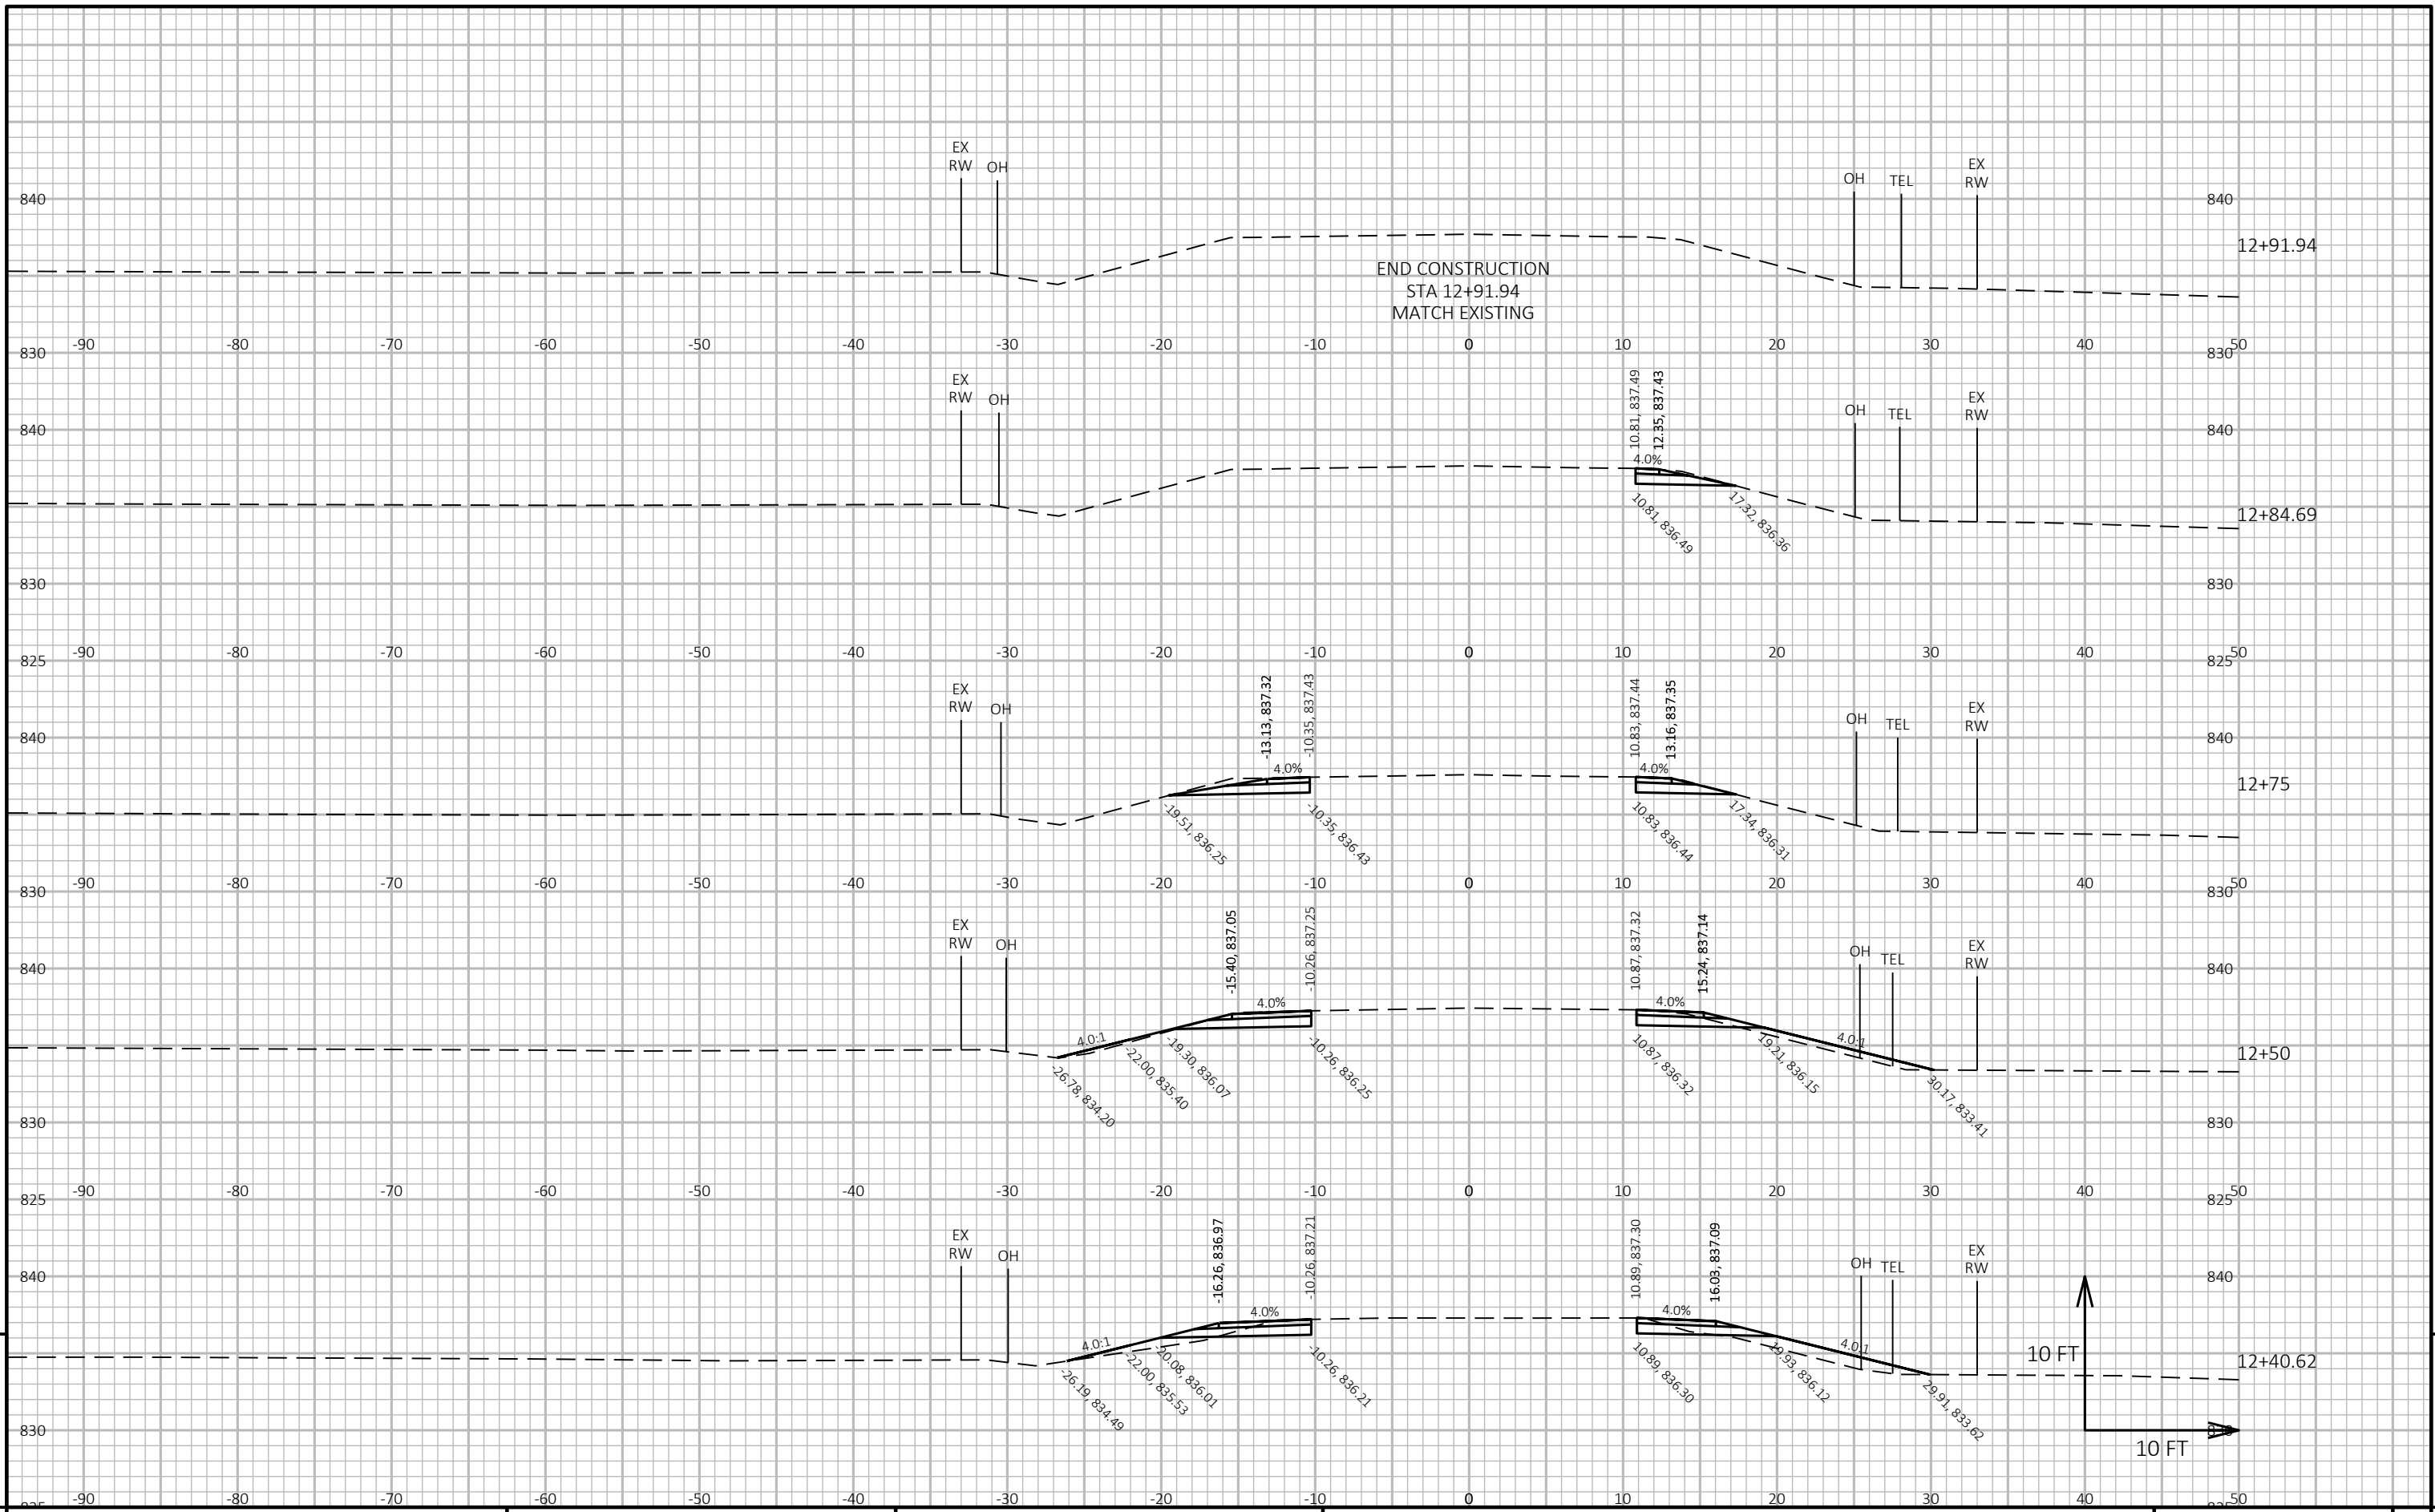 EX
RW OH
OH TEL EX
RW
840 840
12+91.94
END CONSTRUCTION
STA 12+91.94
MATCH EXISTING
-90 -80 -70 -60 -50 -40 -30 -20 -10 0 10 20 30 40 50
830 830
EX
RW OH
10.81, 837.49
12.35, 837.43
OH TEL EX
RW
840 840
4.0%
10.81, 836.49
17.32, 836.36
12+84.69
830 830
-90 -80 -70 -60 -50 -40 -30 -20 -10 0 10 20 30 40 50
825 825
EX
RW OH
-13.13, 837.32
-10.35, 837.43
10.83, 837.44
13.16, 837.35
OH TEL EX
RW
840 840
4.0% 4.0%
12+75
-19.51, 836.25
-10.35, 836.43
10.83, 836.44
17.34, 836.31
-90 -80 -70 -60 -50 -40 -30 -20 -10 0 10 20 30 40 50
830 830
EX
RW OH
-15.40, 837.05
-10.26, 837.25
10.87, 837.32
15.24, 837.14
OH TEL EX
RW
840 840
4.0% 4.0%
4.0:1 4.0:1
12+50
-26.78, 834.20
-22.00, 835.40
-19.30, 836.07
-10.26, 836.25
10.87, 836.32
19.21, 836.15
30.17, 833.41
830 830
-90 -80 -70 -60 -50 -40 -30 -20 -10 0 10 20 30 40 50
825 825
EX
RW OH
-16.26, 836.97
-10.26, 837.21
10.89, 837.30
16.03, 837.09
OH TEL EX
RW
840 840
4.0% 4.0%
4.0:1 4.0:1
10 FT
12+40.62
-26.19, 834.49
-22.00, 835.53
-20.08, 836.01
-10.26, 836.21
10.89, 836.30
19.93, 836.12
29.91, 833.62
830
10 FT
-90 -80 -70 -60 -50 -40 -30 -20 -10 0 10 20 30 40 50